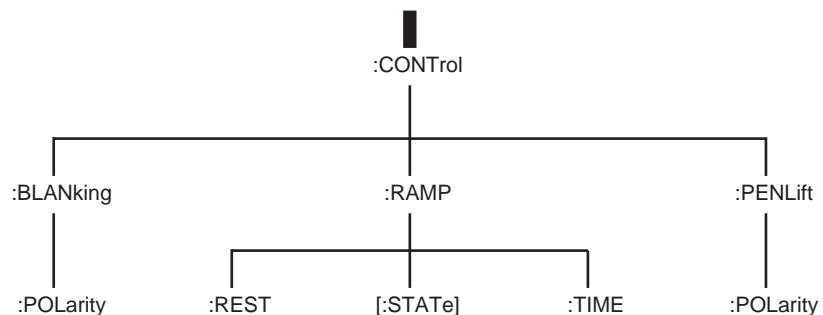 :CONTrol
:BLANking :RAMP :PENLift
:POLarity :REST [:STATe] :TIME :POLarity